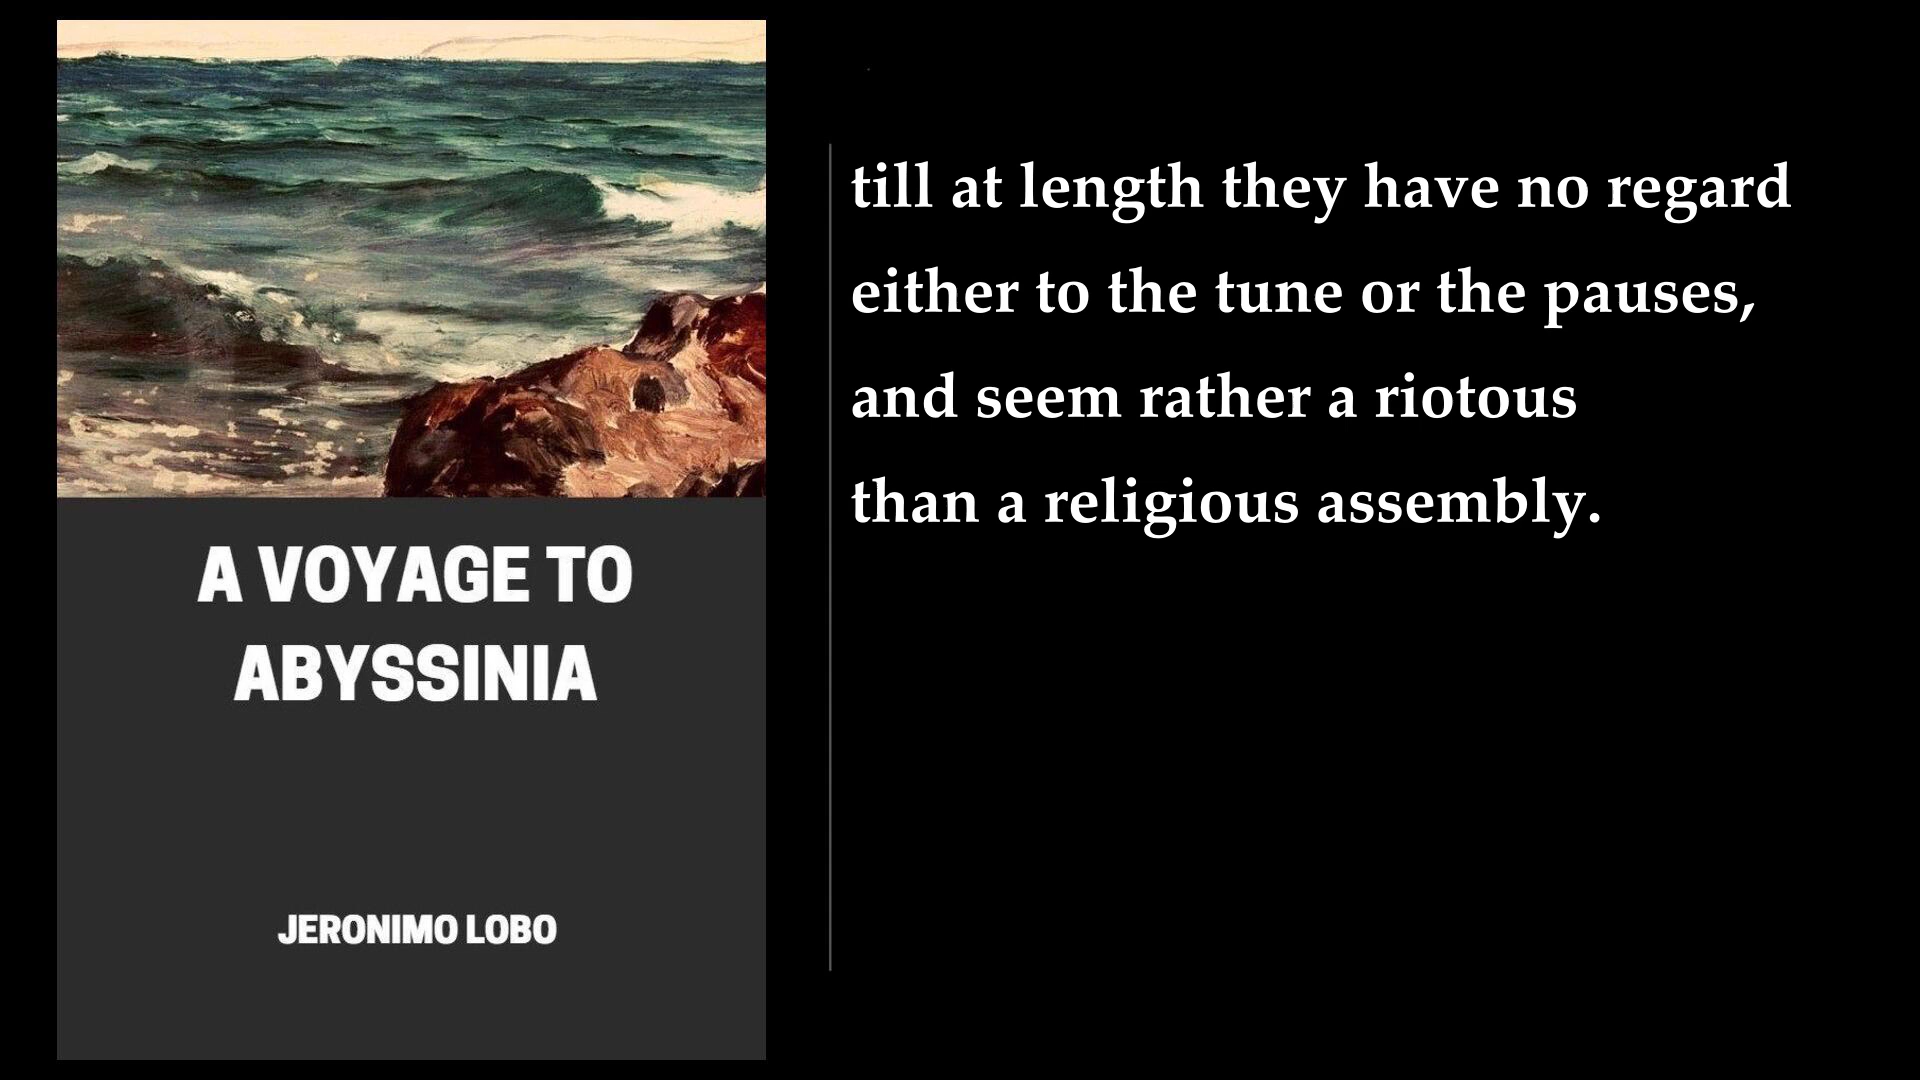 A VOYAGE TO
ABYSSINIA
JERONIMO LOBO
till at length they have no regard
either to the tune or the pauses,
and seem rather a riotous
than a religious assembly.